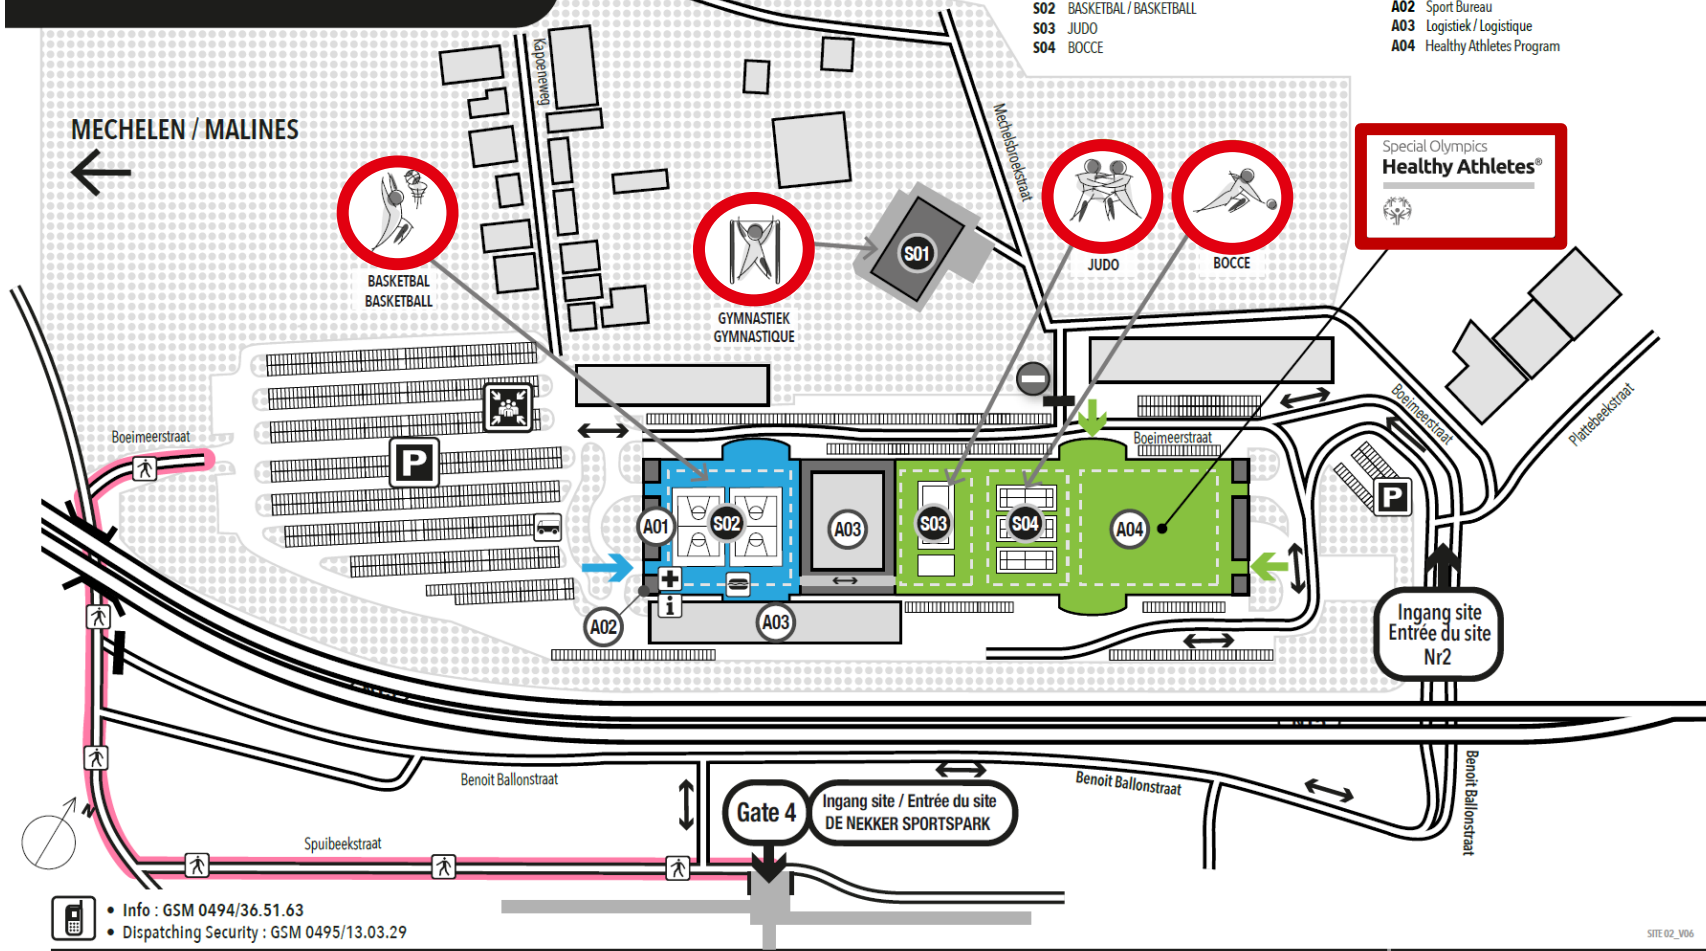 S02 BASKETBAL / BASKETBALL
S03 JUDO
S04 BOCCE
A02 Sport Bureau
A03 Logistiek / Logistique
A04 Healthy Athletes Program
Kapoeneweg
MECHELEN / MALINES
Mechelsbroekstraat
Special Olympics
Healthy Athletes®
S01
BASKETBAL
BASKETBALL
GYMNASTIEK
GYMNASTIQUE
JUDO
BOCCE
Boeimeerstraat
Plattebeekstraat
Boeimeerstraat
P
Boeimeerstraat
P
A01
S02
A03
S03
S04
A04
i
A02
A03
Ingang site
Entrée du site
Nr2
Benoit Ballonstraat
Benoit Ballonstraat
Benoit Ballonstraat
N
Gate 4
Ingang site / Entrée du site
DE NEKKER SPORTSPARK
Spuibeekstraat
• Info : GSM 0494/36.51.63
• Dispatching Security : GSM 0495/13.03.29
SITE 02_V06